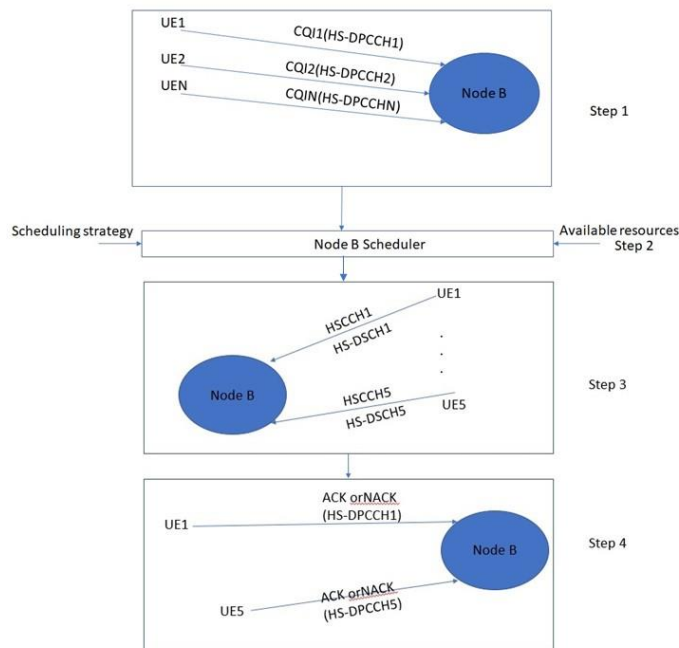 UE1
CQI1(HS-DPCCH1)
UE2
CQI2(HS-DPCCH2)
UEN
CQIN(HS-DPCCHN)
Node B
Step 1
Scheduling strategy
Node B Scheduler
Available resources
Step 2
UE1
HSCCH1
HS-DSCH1
.
.
.
Node B
HSCCH5
HS-DSCH5
UE5
Step 3
ACK orNACK
(HS-DPCCH1)
UE1
Node B
Step 4
ACK orNACK
(HS-DPCCH5)
UE5